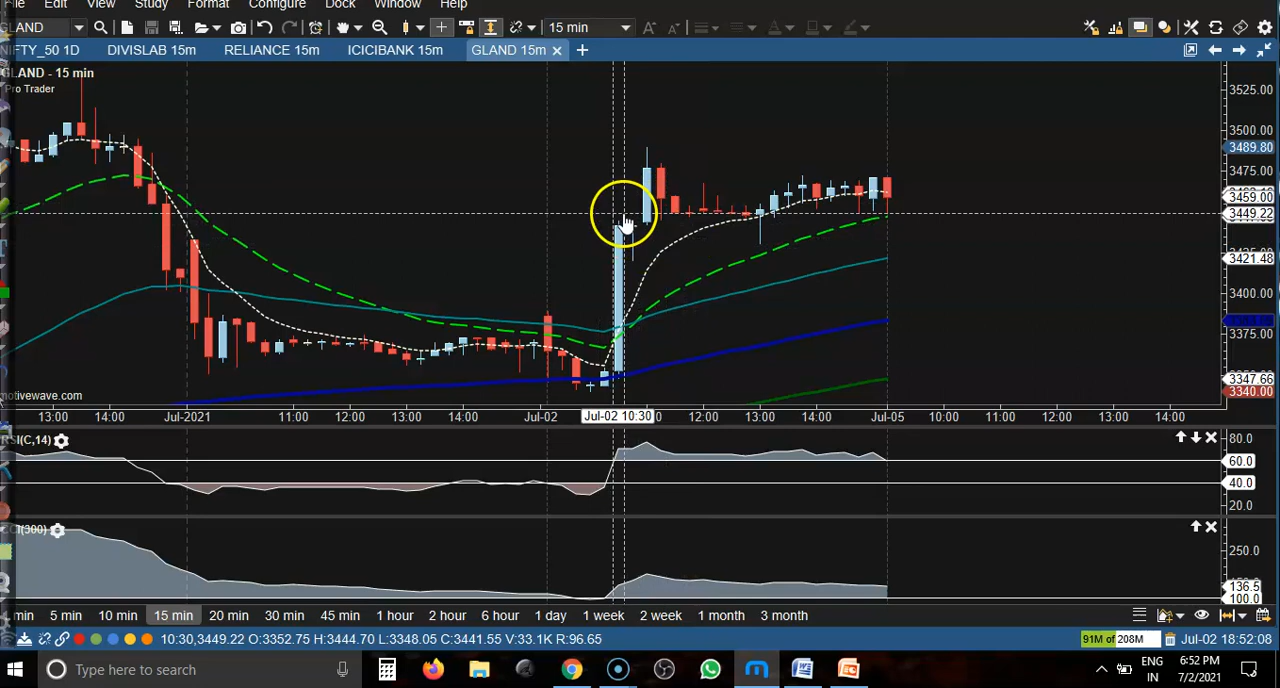 ile Edit View Study Format Configure Dock Window Help
GLAND 15 min
NIFTY_50 1D DIVISLAB 15m RELIANCE 15m ICICIBANK 15m GLAND 15m
GLAND - 15 min
Pro Trader
3525.00
3500.00
3489.80
3475.00
3459.00
3449.22
3421.48
3400.00
3375.00
3347.66
3340.00
motivewave.com
13:00 14:00 Jul-2021 11:00 12:00 13:00 14:00 Jul-02 Jul-02 10:30 12:00 13:00 14:00 Jul-05 10:00 11:00 12:00 13:00 14:00
RSI(C,14)
80.0
60.0
40.0
20.0
CCI(300)
250.0
136.5
100.0
min 5 min 10 min 15 min 20 min 30 min 45 min 1 hour 2 hour 6 hour 1 day 1 week 2 week 1 month 3 month
10:30,3449.22 O:3352.75 H:3444.70 L:3348.05 C:3441.55 V:33.1K R:96.65 91M of 208M Jul-02 18:52:08
Type here to search ENG 6:52 PM
IN 7/2/2021